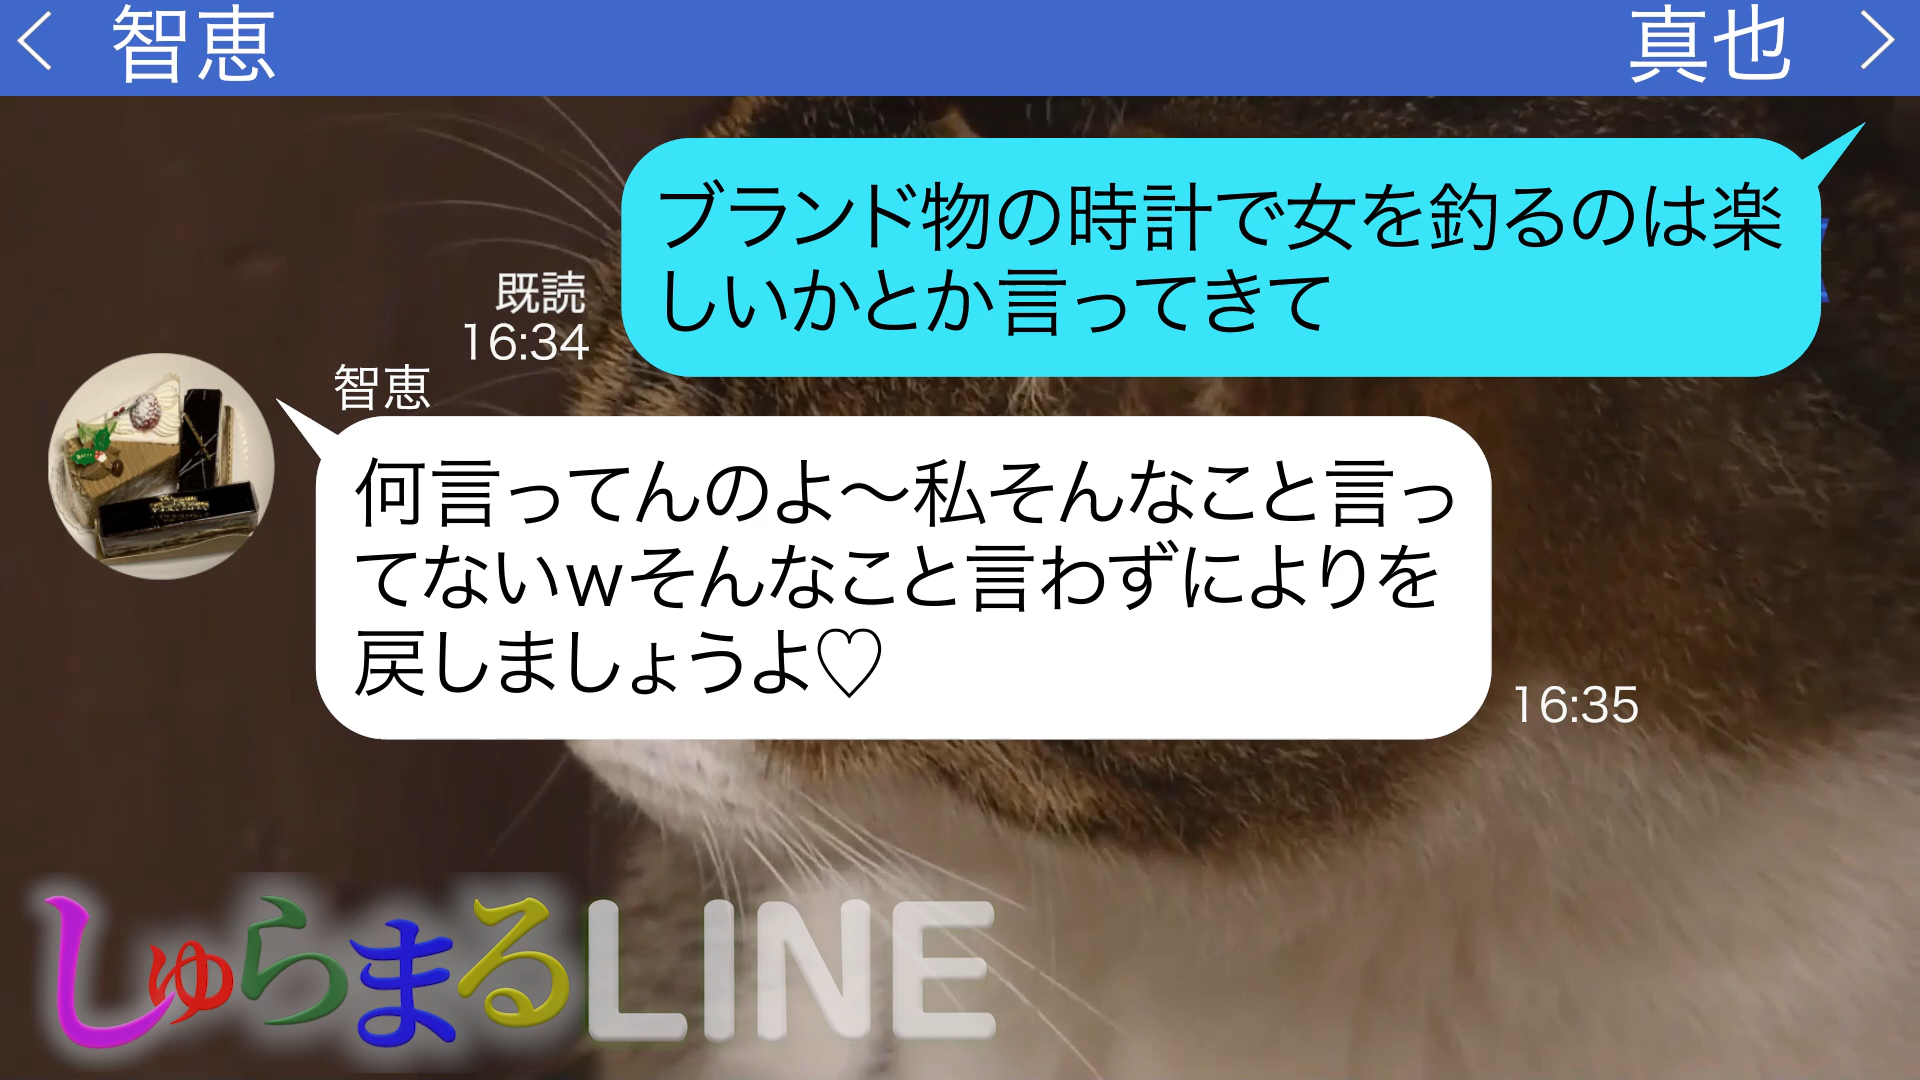 智恵
真也
ブランド物の時計で女を釣るのは楽
しいかとか言ってきて
既読
16:34
智恵
何言ってんのよ～私そんなこと言っ
てないwそんなこと言わずによりを
戻しましょうよ♡
16:35
しゅらまるLINE